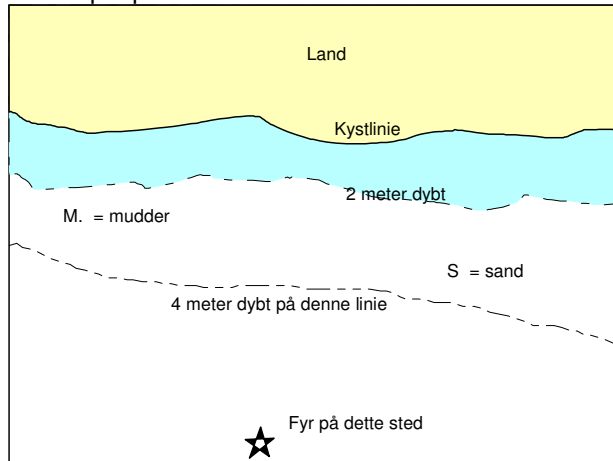 Land
Kystlinie
2 meter dybt
M. = mudder
S = sand
4 meter dybt på denne linie
Fyr på dette sted